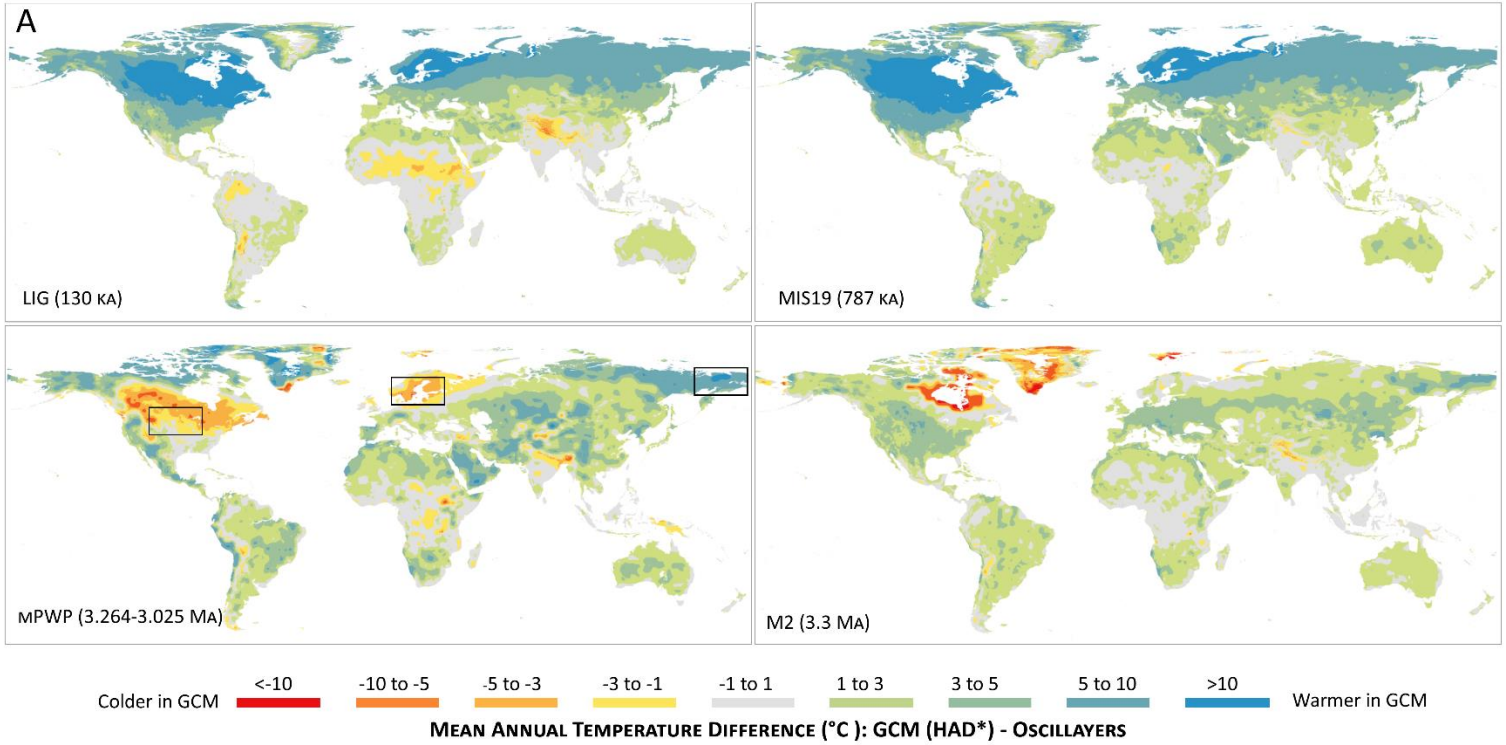 A
LIG (130 KA)
MIS19 (787 KA)
MPWP (3.264-3.025 MA)
M2 (3.3 MA)
Colder in GCM <-10 -10 to -5 -5 to -3 -3 to -1 -1 to 1 1 to 3 3 to 5 5 to 10 >10 Warmer in GCM
MEAN ANNUAL TEMPERATURE DIFFERENCE (°C ): GCM (HAD*) - OSCILLAYERS